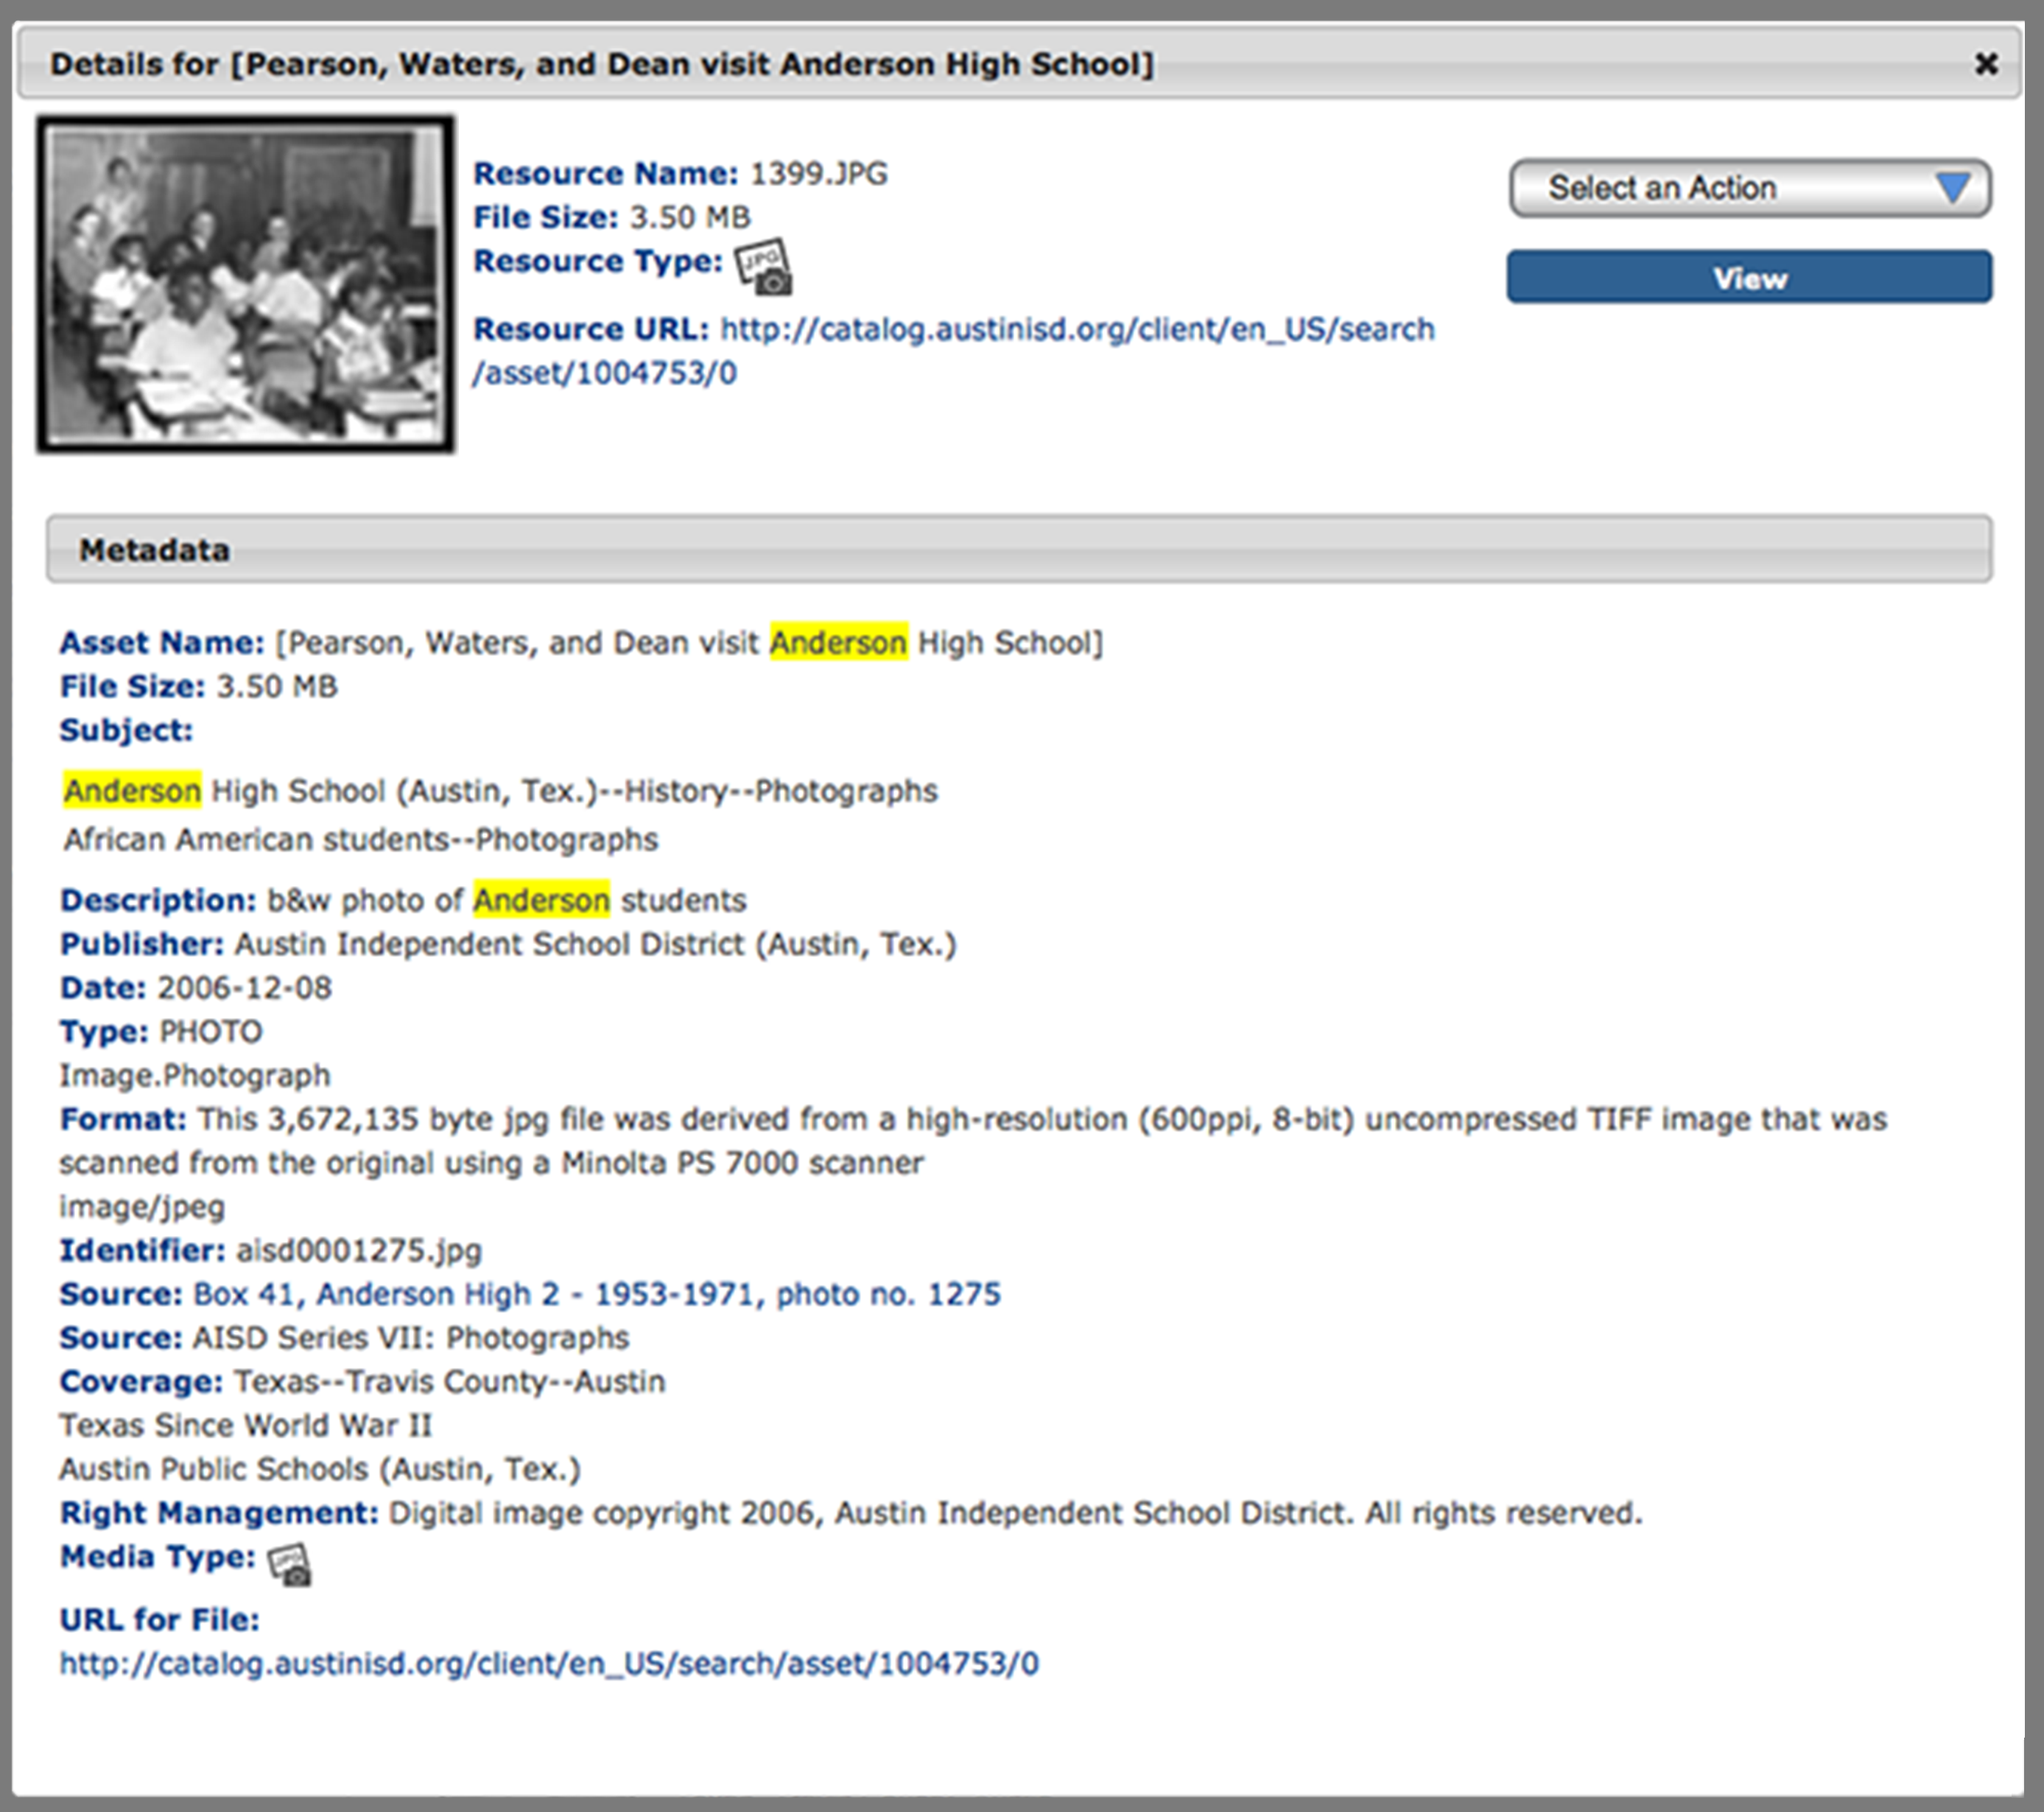 Details for [Pearson, Waters, and Dean visit Anderson High School]
Resource Name: 1399.JPG
File Size: 3.50 MB
Resource Type: JPG
Resource URL: http://catalog.austinisd.org/client/en_US/search
/asset/1004753/0
Select an Action
View
Metadata
Asset Name: [Pearson, Waters, and Dean visit Anderson High School]
File Size: 3.50 MB
Subject:
Anderson High School (Austin, Tex.)--History--Photographs
African American students--Photographs
Description: b&w photo of Anderson students
Publisher: Austin Independent School District (Austin, Tex.)
Date: 2006-12-08
Type: PHOTO
Image.Photograph
Format: This 3,672,135 byte jpg file was derived from a high-resolution (600ppi, 8-bit) uncompressed TIFF image that was
scanned from the original using a Minolta PS 7000 scanner
image/jpeg
Identifier: aisd0001275.jpg
Source: Box 41, Anderson High 2 - 1953-1971, photo no. 1275
Source: AISD Series VII: Photographs
Coverage: Texas--Travis County--Austin
Texas Since World War II
Austin Public Schools (Austin, Tex.)
Right Management: Digital image copyright 2006, Austin Independent School District. All rights reserved.
Media Type: JPG
URL for File:
http://catalog.austinisd.org/client/en_US/search/asset/1004753/0